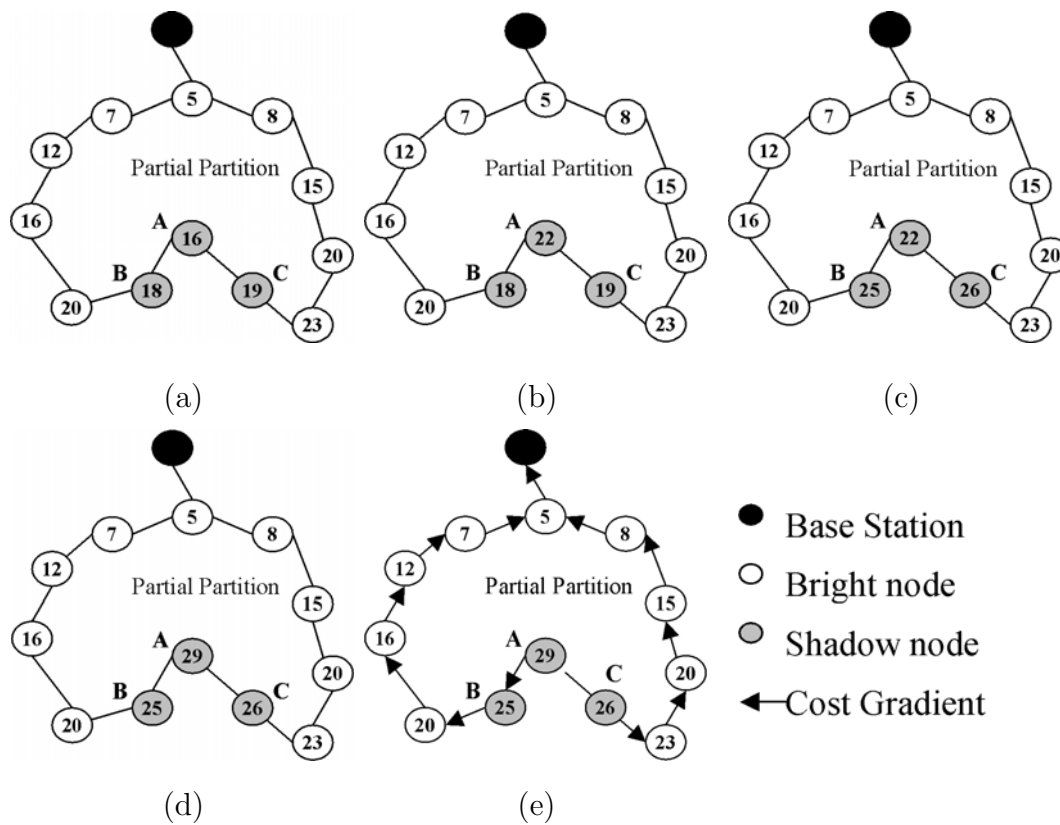 5
7
8
12
Partial Partition
15
16
A
16
20
B
18
C
19
20
23
(a)
5
7
8
12
Partial Partition
15
16
A
22
20
B
18
C
19
20
23
(b)
5
7
8
12
Partial Partition
15
16
A
22
20
B
25
C
26
20
23
(c)
5
7
8
12
Partial Partition
15
16
A
29
20
B
25
C
26
20
23
(d)
5
7
8
12
Partial Partition
15
16
A
29
20
B
25
C
26
20
23
(e)
Base Station
Bright node
Shadow node
Cost Gradient